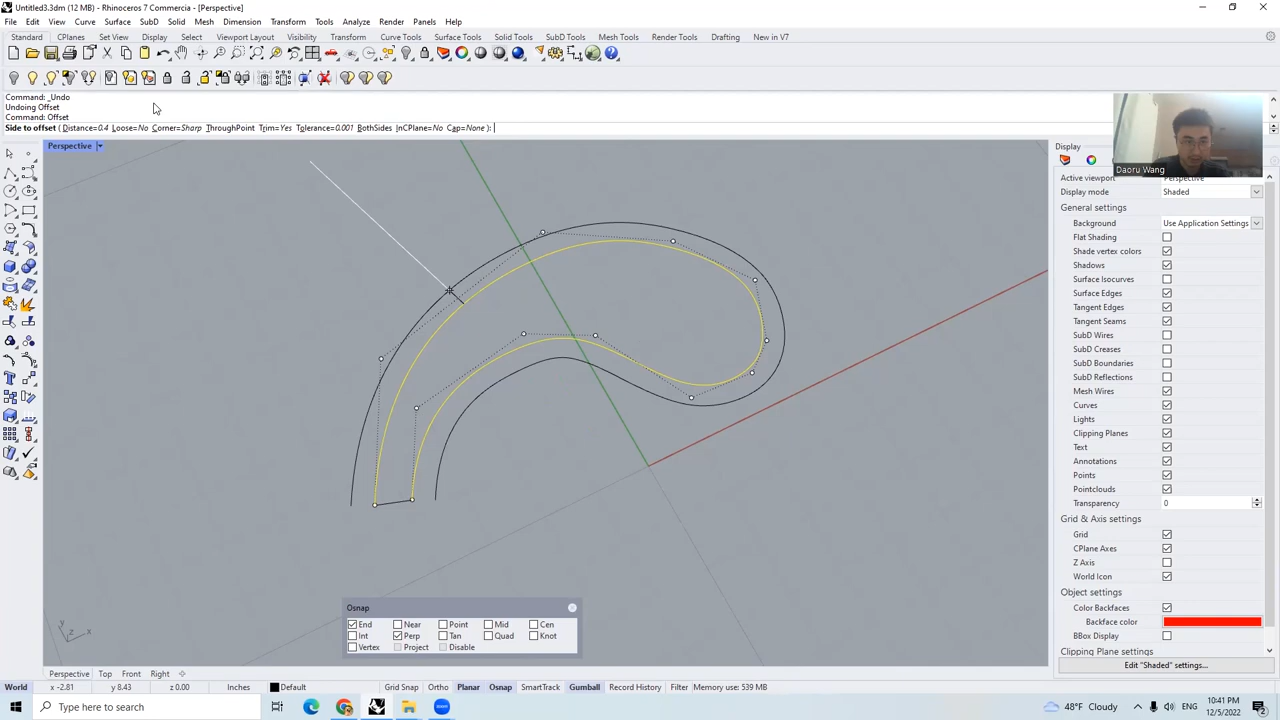 Untitled3.3dm (12 MB) - Rhinoceros 7 Commercia - [Perspective]
File Edit View Curve Surface SubD Solid Mesh Dimension Transform Tools Analyze Render Panels Help
Standard CPlanes Set View Display Select Viewport Layout Visibility Transform Curve Tools Surface Tools Solid Tools SubD Tools Mesh Tools Render Tools Drafting New in V7
Command: _Undo
Undoing Offset
Command: Offset
Side to offset ( Distance=0.4 Loose=No Corner=Sharp ThroughPoint Trim=Yes Tolerance=0.001 BothSides InCPlane=No Cap=None ):
Daoru Wang
Perspective
Display
Active viewport
Display mode Shaded
General settings
Background Use Application Settings
Flat Shading
Shade vertex colors
Shadows
Surface Isocurves
Surface Edges
Tangent Edges
Tangent Seams
SubD Wires
SubD Creases
SubD Boundaries
SubD Reflections
Mesh Wires
Curves
Lights
Clipping Planes
Text
Annotations
Points
Pointclouds
Transparency 0
Grid & Axis settings
Grid
CPlane Axes
Z Axis
World Icon
Object settings
Color Backfaces
Backface color
BBox Display
Clipping Plane settings
Edit "Shaded" settings...
Osnap
End Near Point Mid Cen
Int Perp Tan Quad Knot
Vertex Project Disable
y
z x
Perspective Top Front Right
World x -2.81 y 8.43 z 0.00 Inches Default Grid Snap Ortho Planar Osnap SmartTrack Gumball Record History Filter Memory use: 539 MB
Type here to search
48°F Cloudy ENG
10:41 PM
12/5/2022